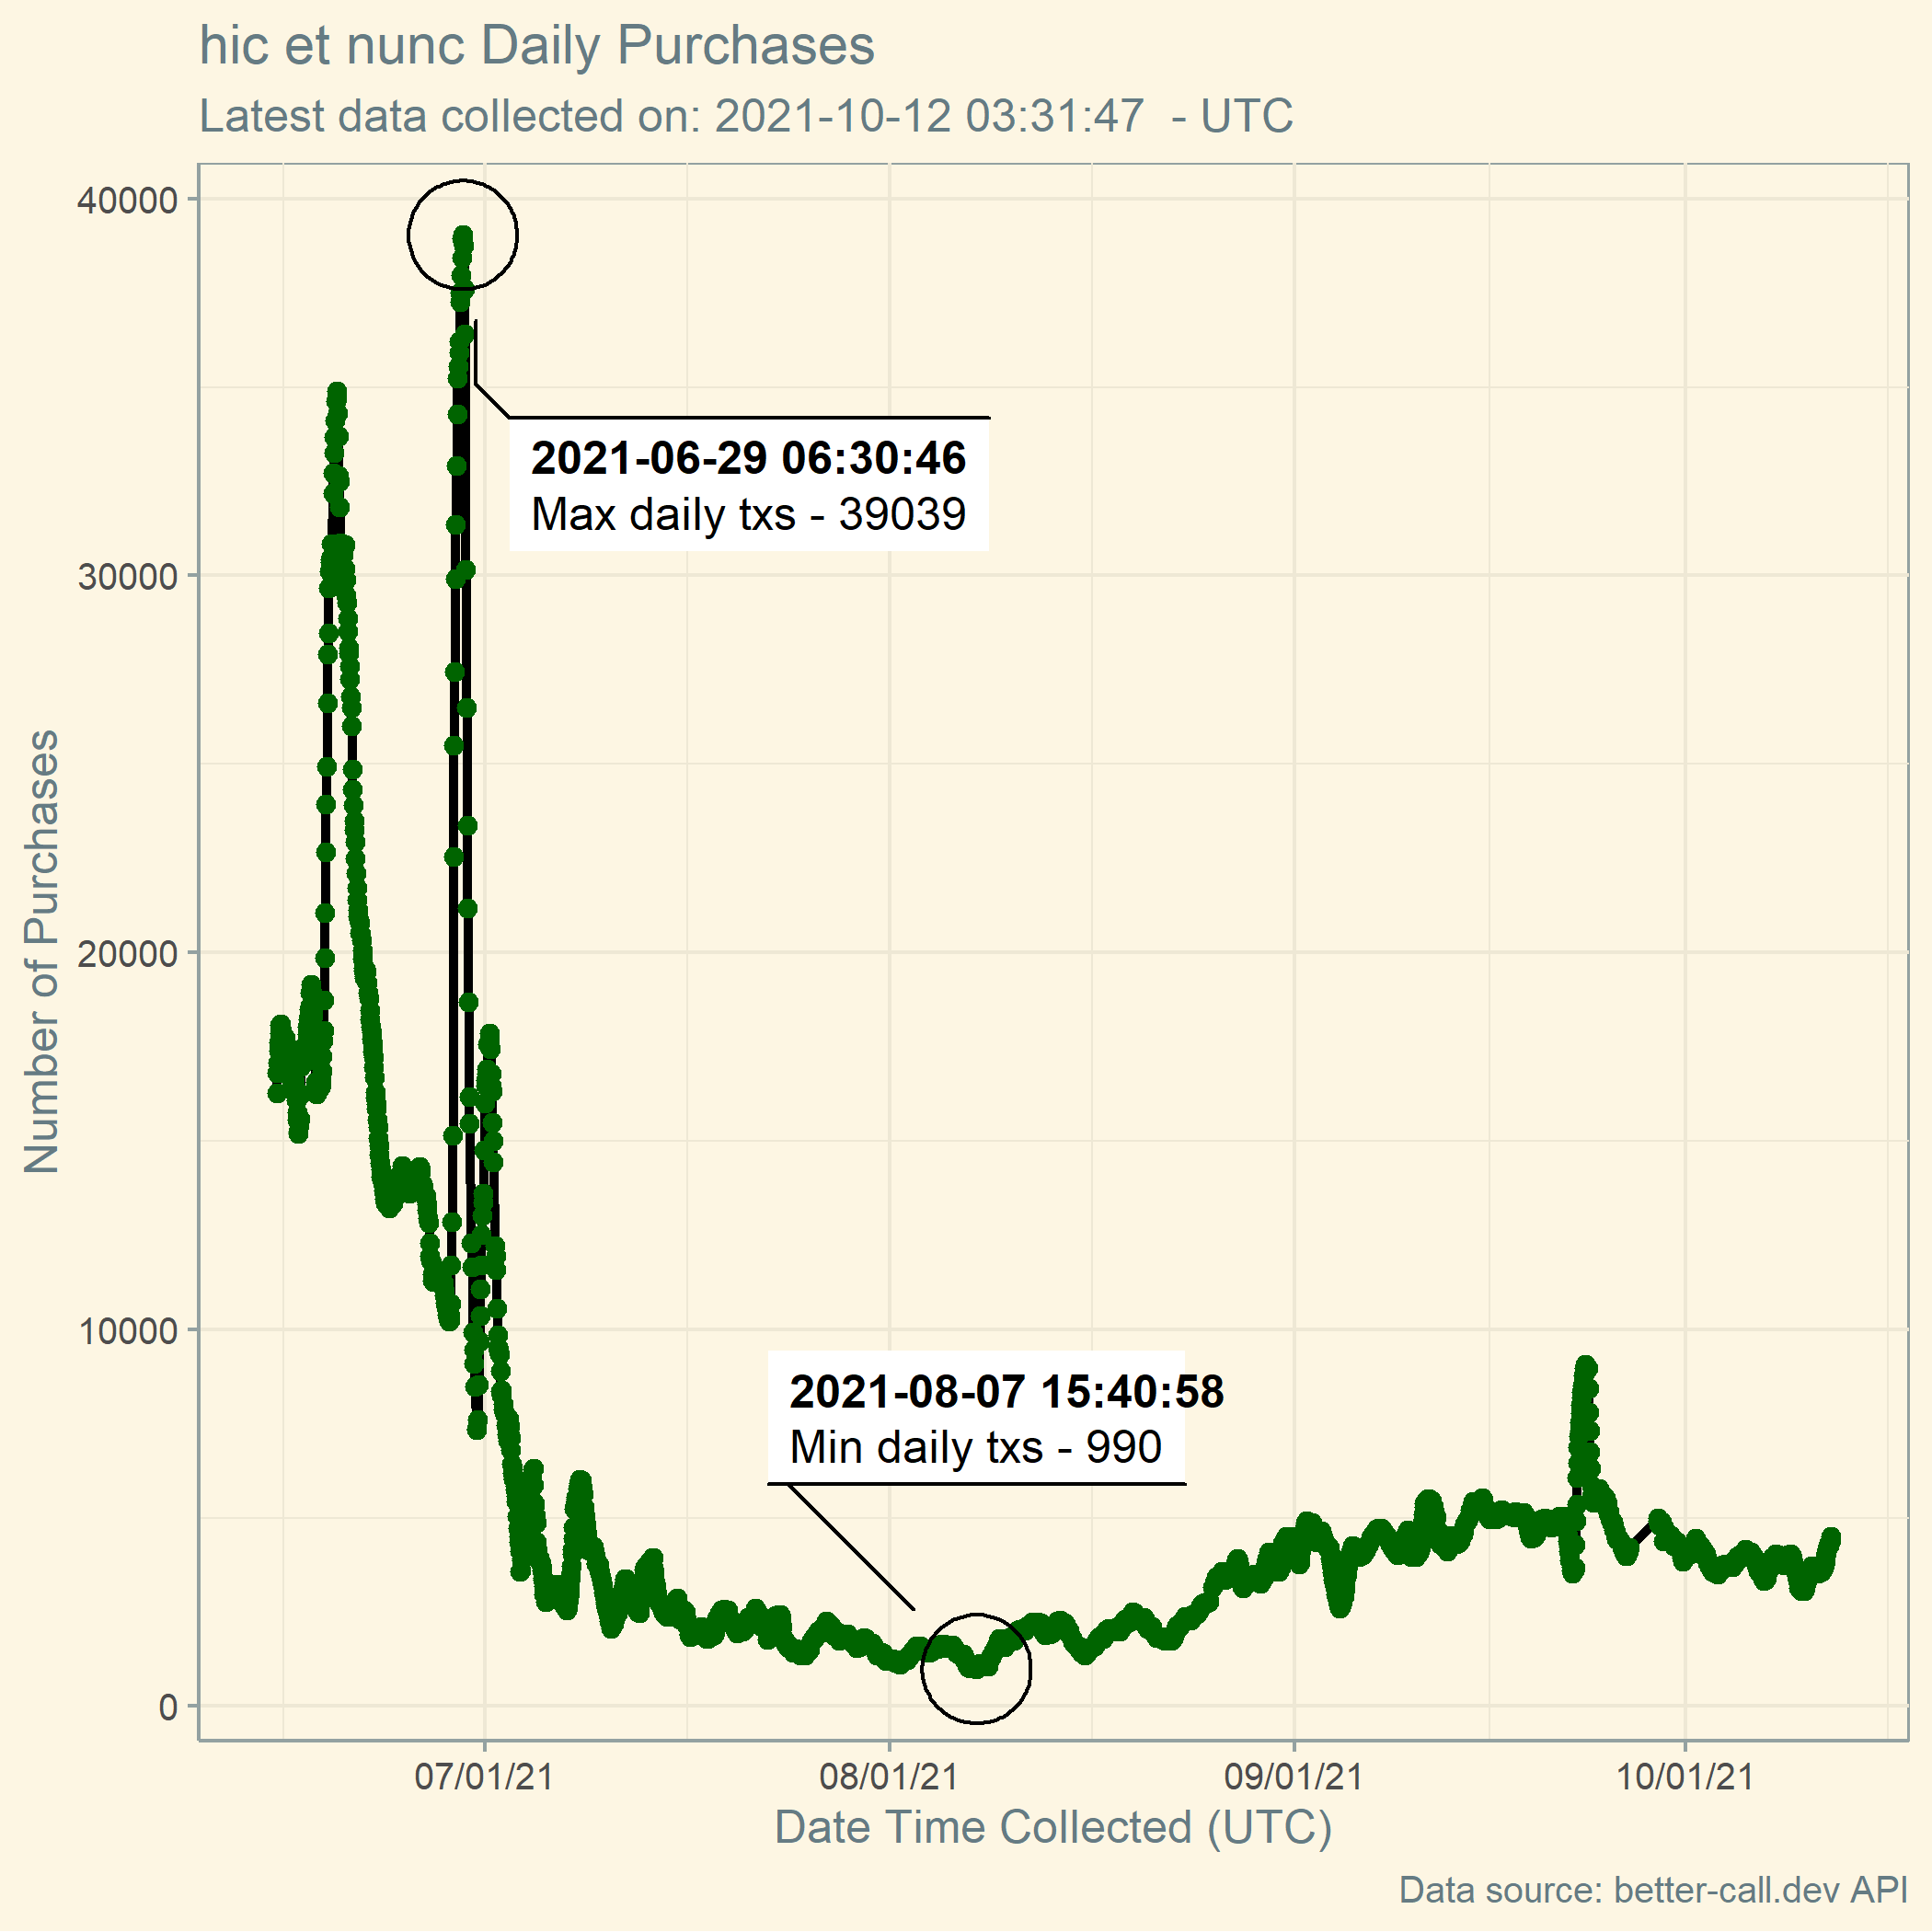 hic et nunc Daily Purchases
Latest data collected on: 2021-10-12 03:31:47  - UTC
40000
30000
20000
10000
0
Number of Purchases
2021-06-29 06:30:46
Max daily txs - 39039
2021-08-07 15:40:58
Min daily txs - 990
07/01/21
08/01/21
09/01/21
10/01/21
Date Time Collected (UTC)
Data source: better-call.dev API